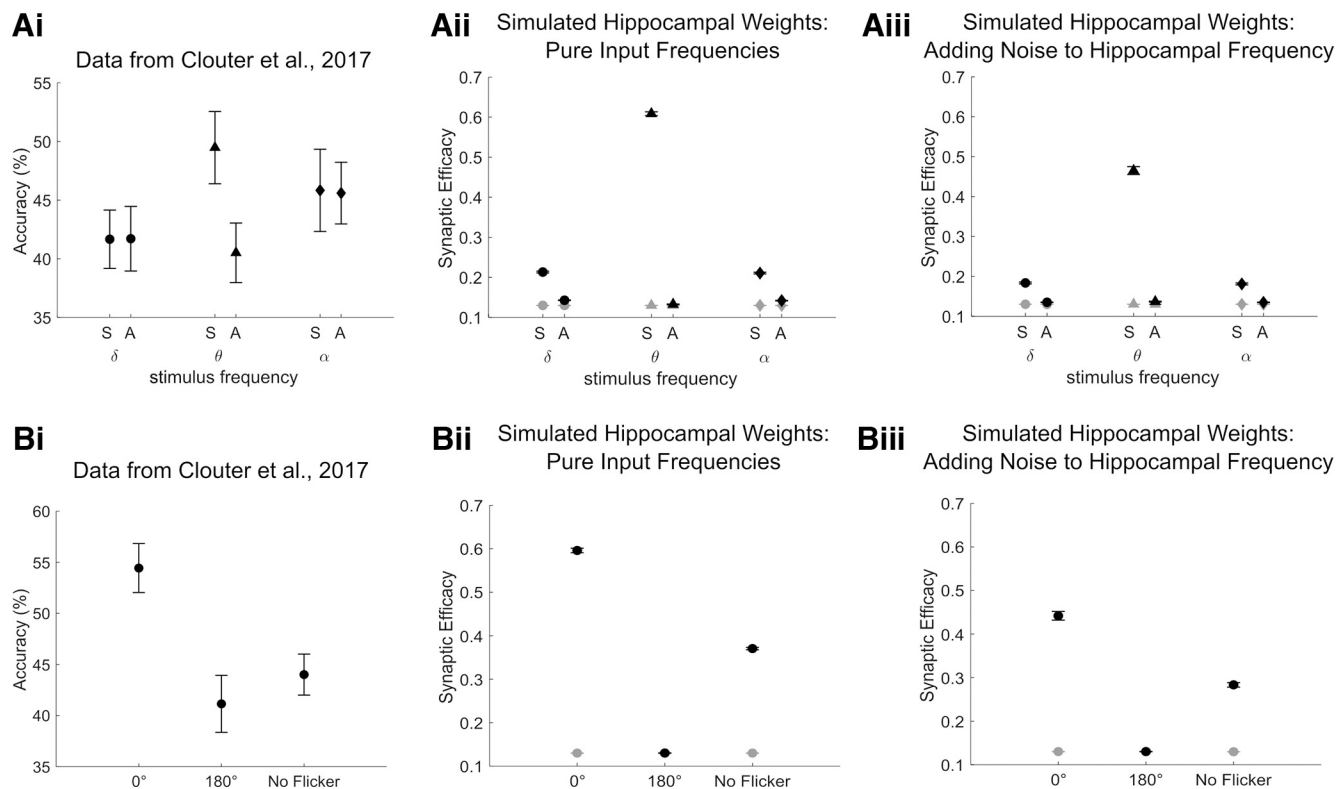 Ai
Data from Clouter et al., 2017
55
50
45
40
35
Accuracy (%)
S A S A S A
δ θ α
stimulus frequency
Aii
Simulated Hippocampal Weights:
Pure Input Frequencies
0.7
0.6
0.5
0.4
0.3
0.2
0.1
Synaptic Efficacy
S A S A S A
δ θ α
stimulus frequency
Aiii
Simulated Hippocampal Weights:
Adding Noise to Hippocampal Frequency
0.7
0.6
0.5
0.4
0.3
0.2
0.1
Synaptic Efficacy
S A S A S A
δ θ α
stimulus frequency
Bi
Data from Clouter et al., 2017
60
55
50
45
40
35
Accuracy (%)
0° 180° No Flicker
Bii
Simulated Hippocampal Weights:
Pure Input Frequencies
0.7
0.6
0.5
0.4
0.3
0.2
0.1
Synaptic Efficacy
0° 180° No Flicker
Biii
Simulated Hippocampal Weights:
Adding Noise to Hippocampal Frequency
0.7
0.6
0.5
0.4
0.3
0.2
0.1
Synaptic Efficacy
0° 180° No Flicker